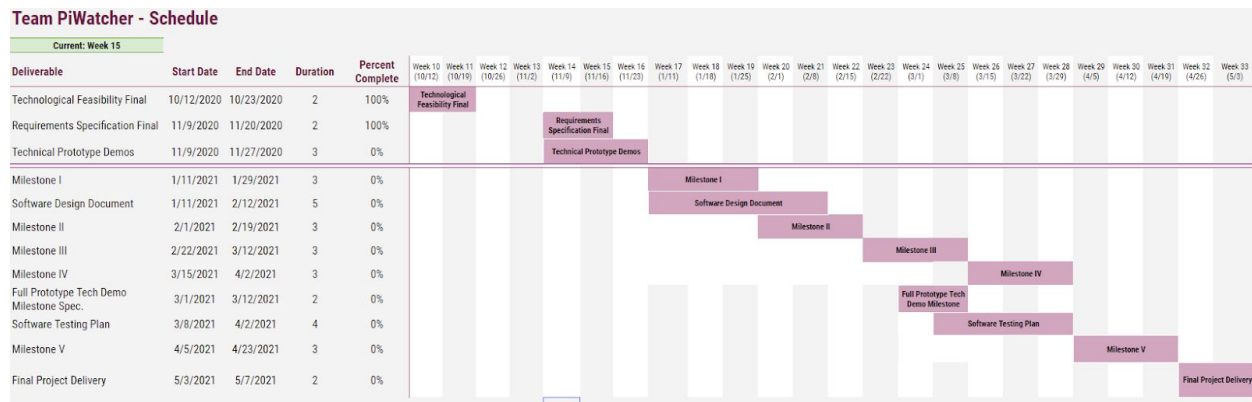 Team PiWatcher - Schedule
Current: Week 15
Deliverable Start Date End Date Duration Percent Complete Week 10 (10/12) Week 11 (10/19) Week 12 (10/26) Week 13 (11/2) Week 14 (11/9) Week 15 (11/16) Week 16 (11/23) Week 17 (1/11) Week 18 (1/18) Week 19 (1/25) Week 20 (2/1) Week 21 (2/8) Week 22 (2/15) Week 23 (2/22) Week 24 (3/1) Week 25 (3/8) Week 26 (3/15) Week 27 (3/22) Week 28 (3/29) Week 29 (4/5) Week 30 (4/12) Week 31 (4/19) Week 32 (4/26) Week 33 (5/3)
Technological Feasibility Final 10/12/2020 10/23/2020 2 100% Technological Feasibility Final
Requirements Specification Final 11/9/2020 11/20/2020 2 100% Requirements Specification Final
Technical Prototype Demos 11/9/2020 11/27/2020 3 0% Technical Prototype Demos
Milestone I 1/11/2021 1/29/2021 3 0% Milestone I
Software Design Document 1/11/2021 2/12/2021 5 0% Software Design Document
Milestone II 2/1/2021 2/19/2021 3 0% Milestone II
Milestone III 2/22/2021 3/12/2021 3 0% Milestone III
Milestone IV 3/15/2021 4/2/2021 3 0% Milestone IV
Full Prototype Tech Demo Milestone Spec. 3/1/2021 3/12/2021 2 0% Full Prototype Tech Demo Milestone
Software Testing Plan 3/8/2021 4/2/2021 4 0% Software Testing Plan
Milestone V 4/5/2021 4/23/2021 3 0% Milestone V
Final Project Delivery 5/3/2021 5/7/2021 2 0% Final Project Delivery